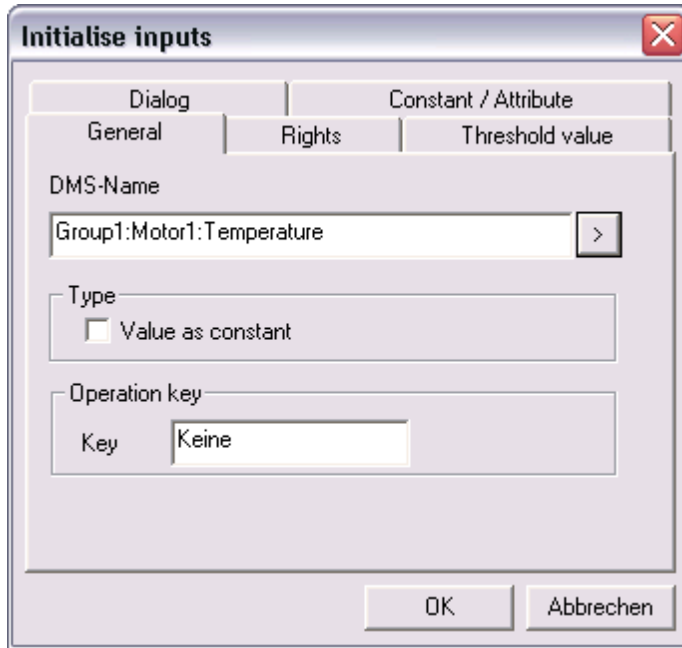 Initialise inputs
Dialog Constant / Attribute
General Rights Threshold value
DMS-Name
Group1:Motor1:Temperature >
Type
Value as constant
Operation key
Key Keine
OK Abbrechen